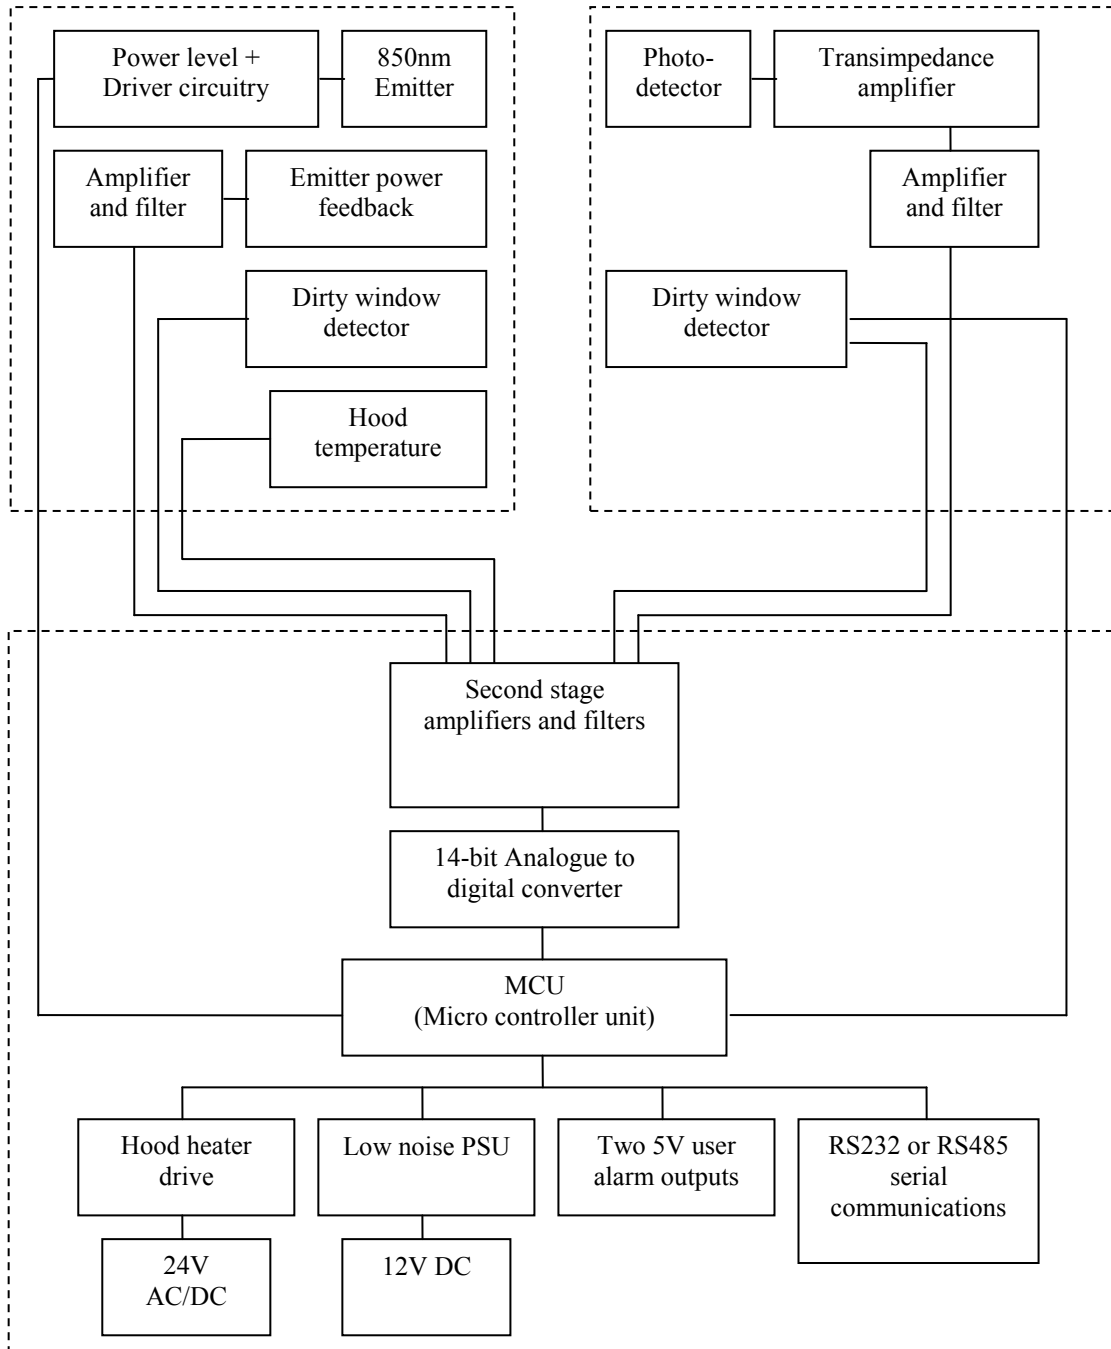 Power level +
Driver circuitry
850nm
Emitter
Photo-
detector
Transimpedance
amplifier
Amplifier
and filter
Emitter power
feedback
Amplifier
and filter
Dirty window
detector
Dirty window
detector
Hood
temperature
Second stage
amplifiers and filters
14-bit Analogue to
digital converter
MCU
(Micro controller unit)
Hood heater
drive
Low noise PSU
Two 5V user
alarm outputs
RS232 or RS485
serial
communications
24V
AC/DC
12V DC